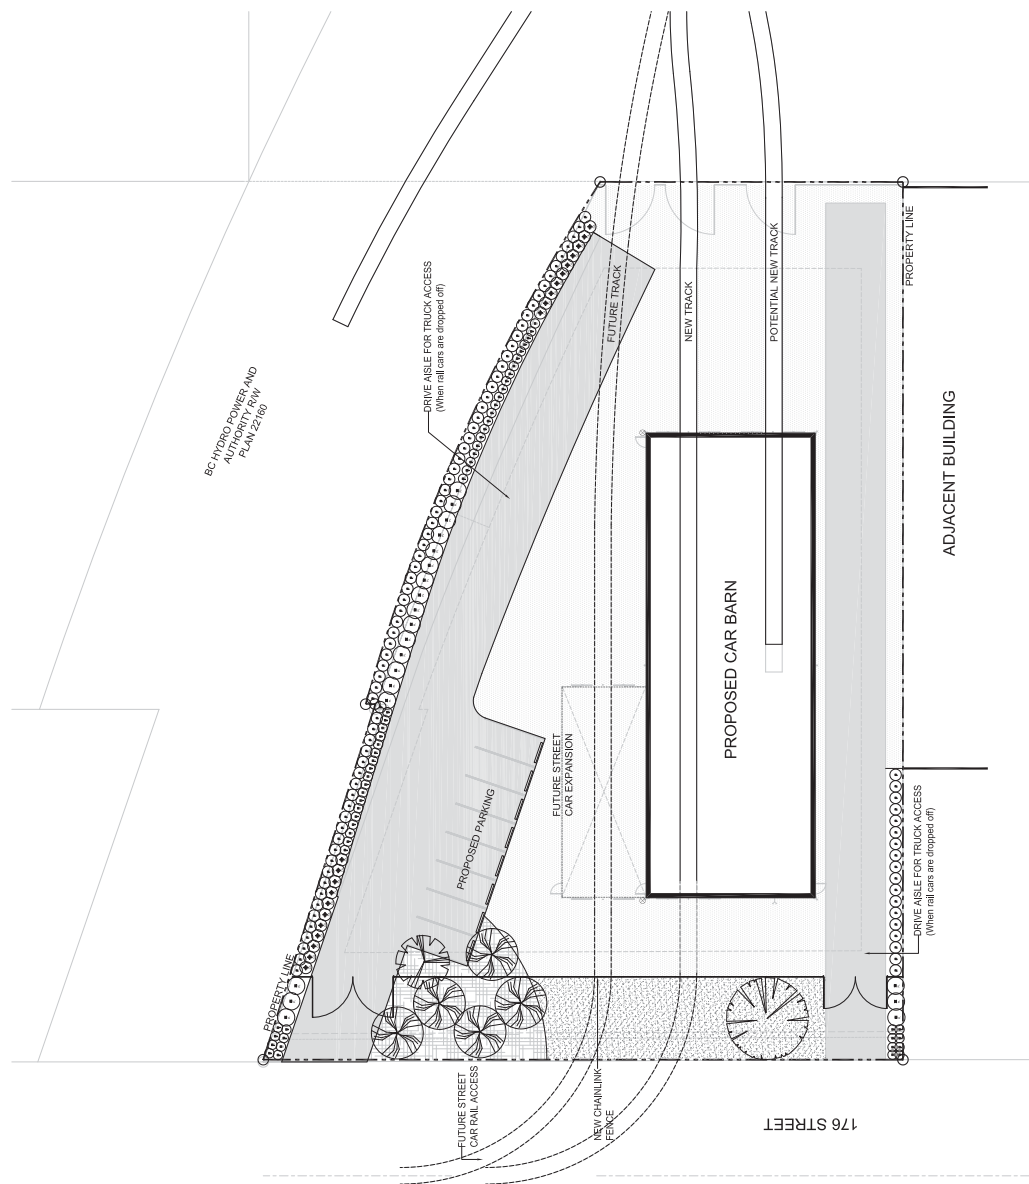 BC HYDRO POWER AND
AUTHORITY R/W
PLAN 22160
DRIVE AISLE FOR TRUCK ACCESS
(When rail cars are dropped off)
FUTURE TRACK
NEW TRACK
POTENTIAL NEW TRACK
PROPERTY LINE
ADJACENT BUILDING
PROPOSED CAR BARN
FUTURE STREET
CAR EXPANSION
PROPOSED PARKING
DRIVE AISLE FOR TRUCK ACCESS
(When rail cars are dropped off)
PROPERTY LINE
FUTURE STREET
CAR RAIL ACCESS
NEW CHAINLINK
FENCE
176 STREET